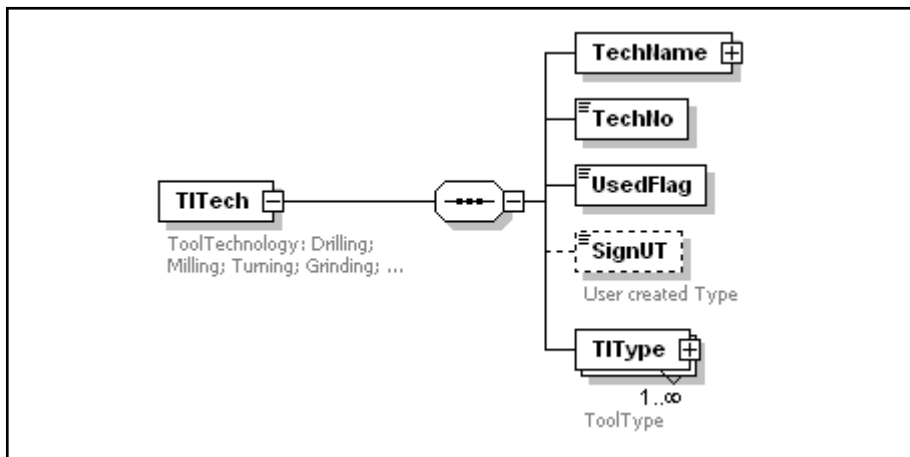 TechName
TechNo
UsedFlag
TlTech
ToolTechnology: Drilling;
Milling; Turning; Grinding; ...
SignUT
User created Type
TlType
1..∞
ToolType